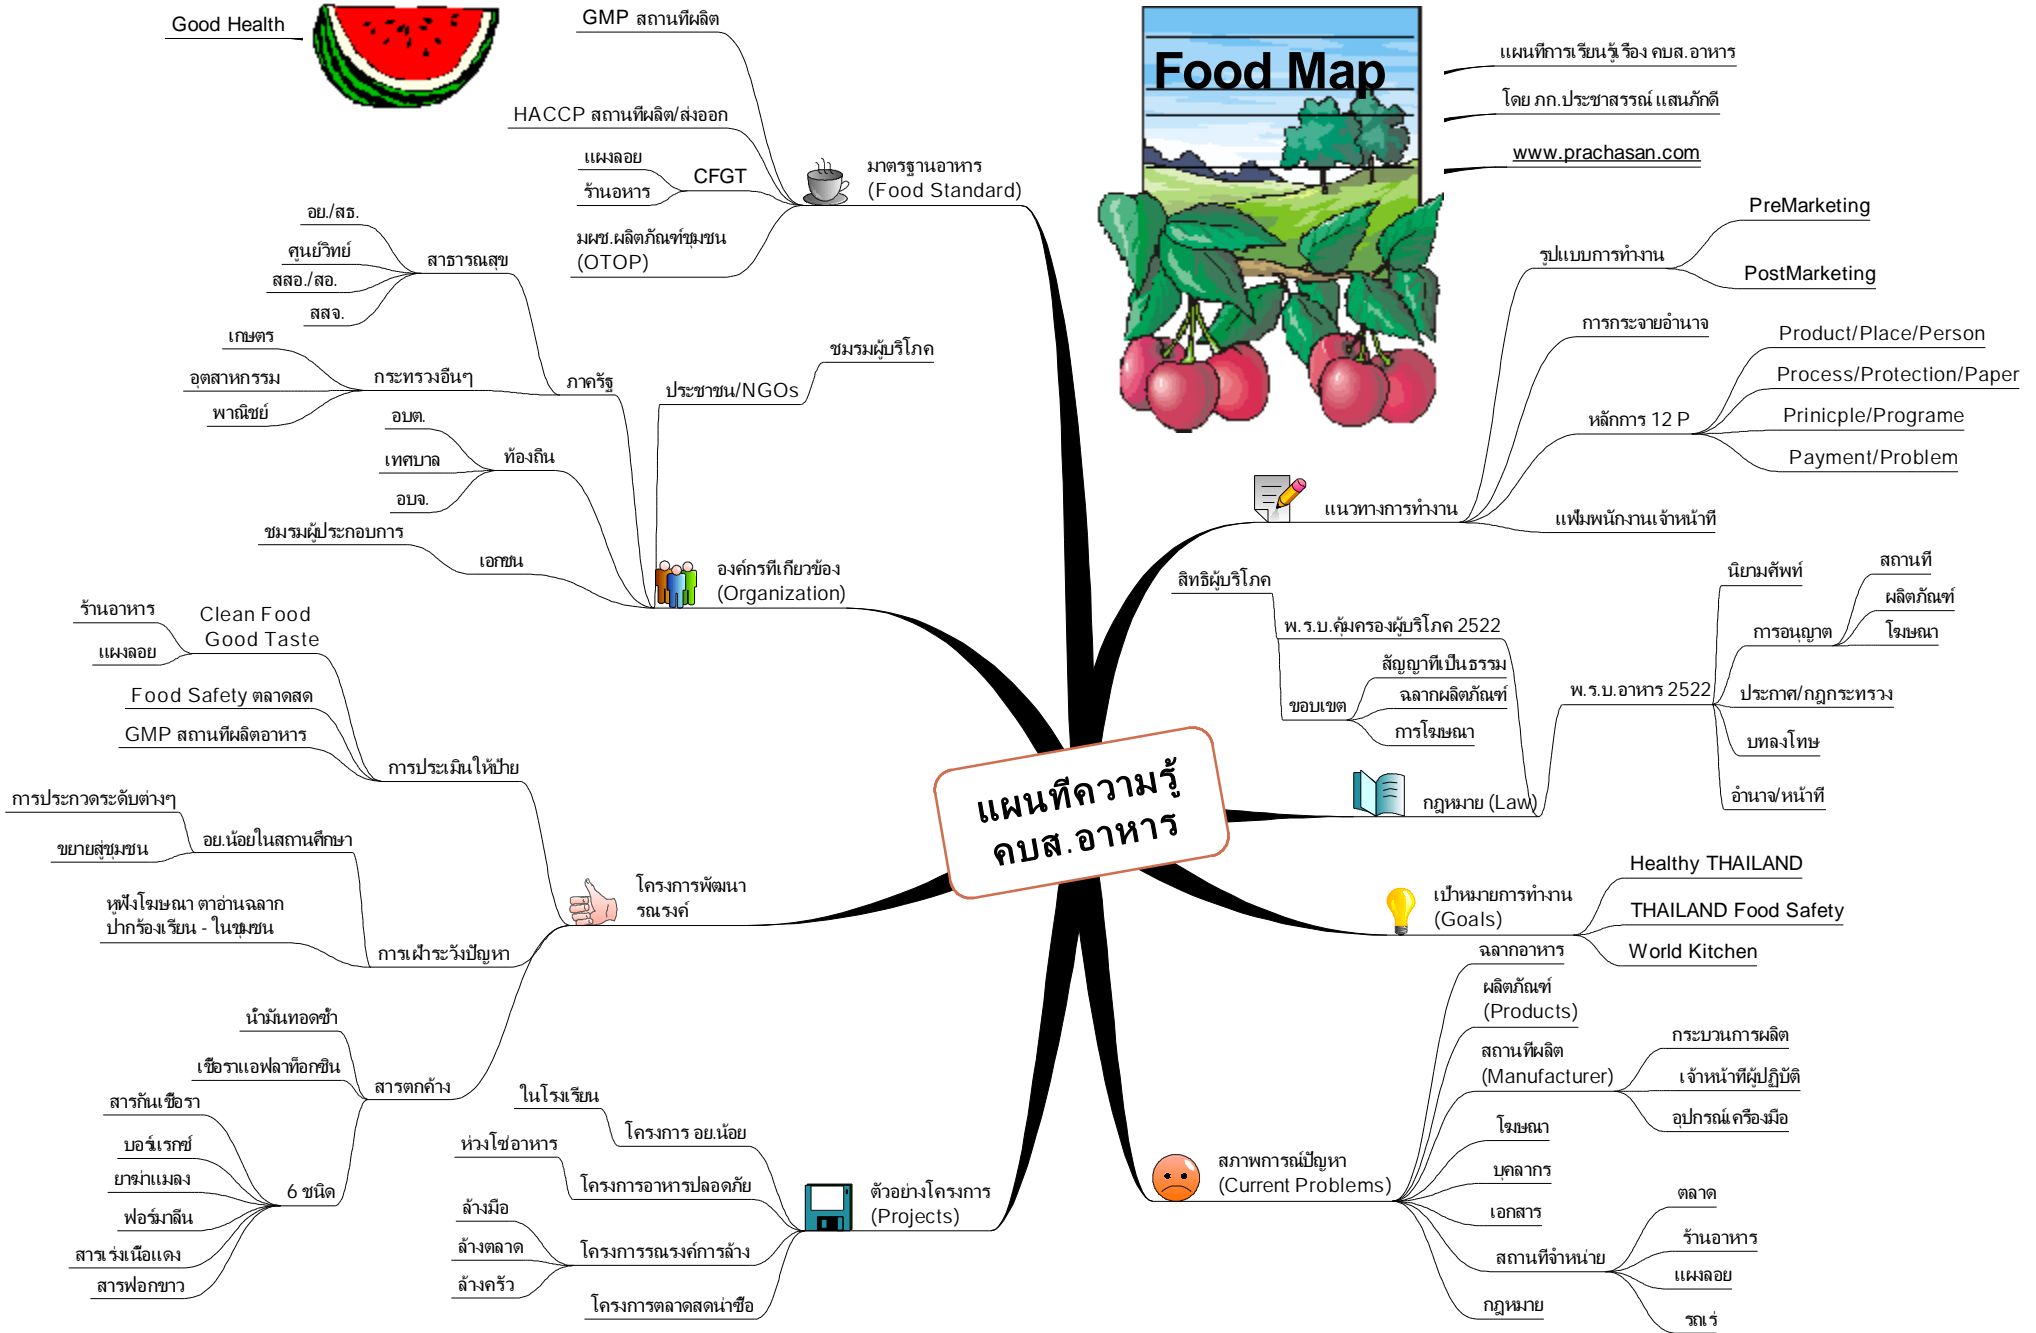 Good Health
GMP สถานที่ผลิต
HACCP สถานที่ผลิต/ส่งออก
แผงลอย
ร้านอหาร
CFGT
มผช.ผลิตภัณฑ์ชุมชน
(OTOP)
มาตรฐานอาหาร
(Food Standard)
Food Map
แผนที่การเรียนรู้เรื่อง คบส.อาหาร
โดย ภก.ประชาสรรณ์ แสนภักดี
www.prachasan.com
อย./สธ.
ศูนย์วิทย์
สสอ./สอ.
สสจ.
สาธารณสุข
เกษตร
อุตสาหกรรม
พาณิชย์
กระทรวงอื่นๆ
ภาครัฐ
อบต.
เทศบาล
อบจ.
ท้องถิ่น
ชมรมผู้ประกอบการ
เอกชน
ชมรมผู้บริโภค
ประชาชน/NGOs
องค์กรที่เกี่ยวข้อง
(Organization)
PreMarketing
PostMarketing
รูปแบบการทำงาน
การกระจายอำนาจ
Product/Place/Person
Process/Protection/Paper
Prinicple/Programe
Payment/Problem
หลักการ 12 P
แฟ้มพนักงานเจ้าหน้าที่
แนวทางการทำงาน
สิทธิผู้บริโภค
พ.ร.บ.คุ้มครองผู้บริโภค 2522
สัญญาที่เป็นธรรม
ฉลากผลิตภัณฑ์
การโฆษณา
ขอบเขต
นิยามศัพท์
สถานที่
ผลิตภัณฑ์
โฆษณา
การอนุญาต
ประกาศ/กฎกระทรวง
บทลงโทษ
อำนาจ/หน้าที่
พ.ร.บ.อาหาร 2522
กฎหมาย (Law)
ร้านอาหาร
แผงลอย
Clean Food
Good Taste
Food Safety ตลาดสด
GMP สถานที่ผลิตอาหาร
การประเมินให้ป้าย
การประกวดระดับต่างๆ
ขยายสู่ชุมชน
อย.น้อยในสถานศึกษา
หูฟังโฆษณา ตาอ่านฉลาก
ปากร้องเรียน - ในชุมชน
การเฝ้าระวังปัญหา
น้ำมันทอดซ้ำ
เชื้อราแอฟลาท็อกซิน
สารกันเชื้อรา
บอร์แรกซ์
ยาฆ่าแมลง
ฟอร์มาลีน
สารเร่งเนื้อแดง
สารฟอกขาว
6 ชนิด
สารตกค้าง
โครงการพัฒนา
รณรงค์
แผนที่ความรู้
คบส.อาหาร
Healthy THAILAND
THAILAND Food Safety
World Kitchen
เป้าหมายการทำงาน
(Goals)
ในโรงเรียน
โครงการ อย.น้อย
ห่วงโซ่อาหาร
โครงการอาหารปลอดภัย
ล้างมือ
ล้างตลาด
ล้างครัว
โครงการรณรงค์การล้าง
โครงการตลาดสดน่าซื้อ
ตัวอย่างโครงการ
(Projects)
ฉลากอาหาร
ผลิตภัณฑ์
(Products)
สถานที่ผลิต
(Manufacturer)
กระบวนการผลิต
เจ้าหน้าที่ผู้ปฏิบัติ
อุปกรณ์เครื่องมือ
โฆษณา
บุคลากร
เอกสาร
สถานที่จำหน่าย
ตลาด
ร้านอาหาร
แผงลอย
รถเร่
กฎหมาย
สภาพการณ์ปัญหา
(Current Problems)